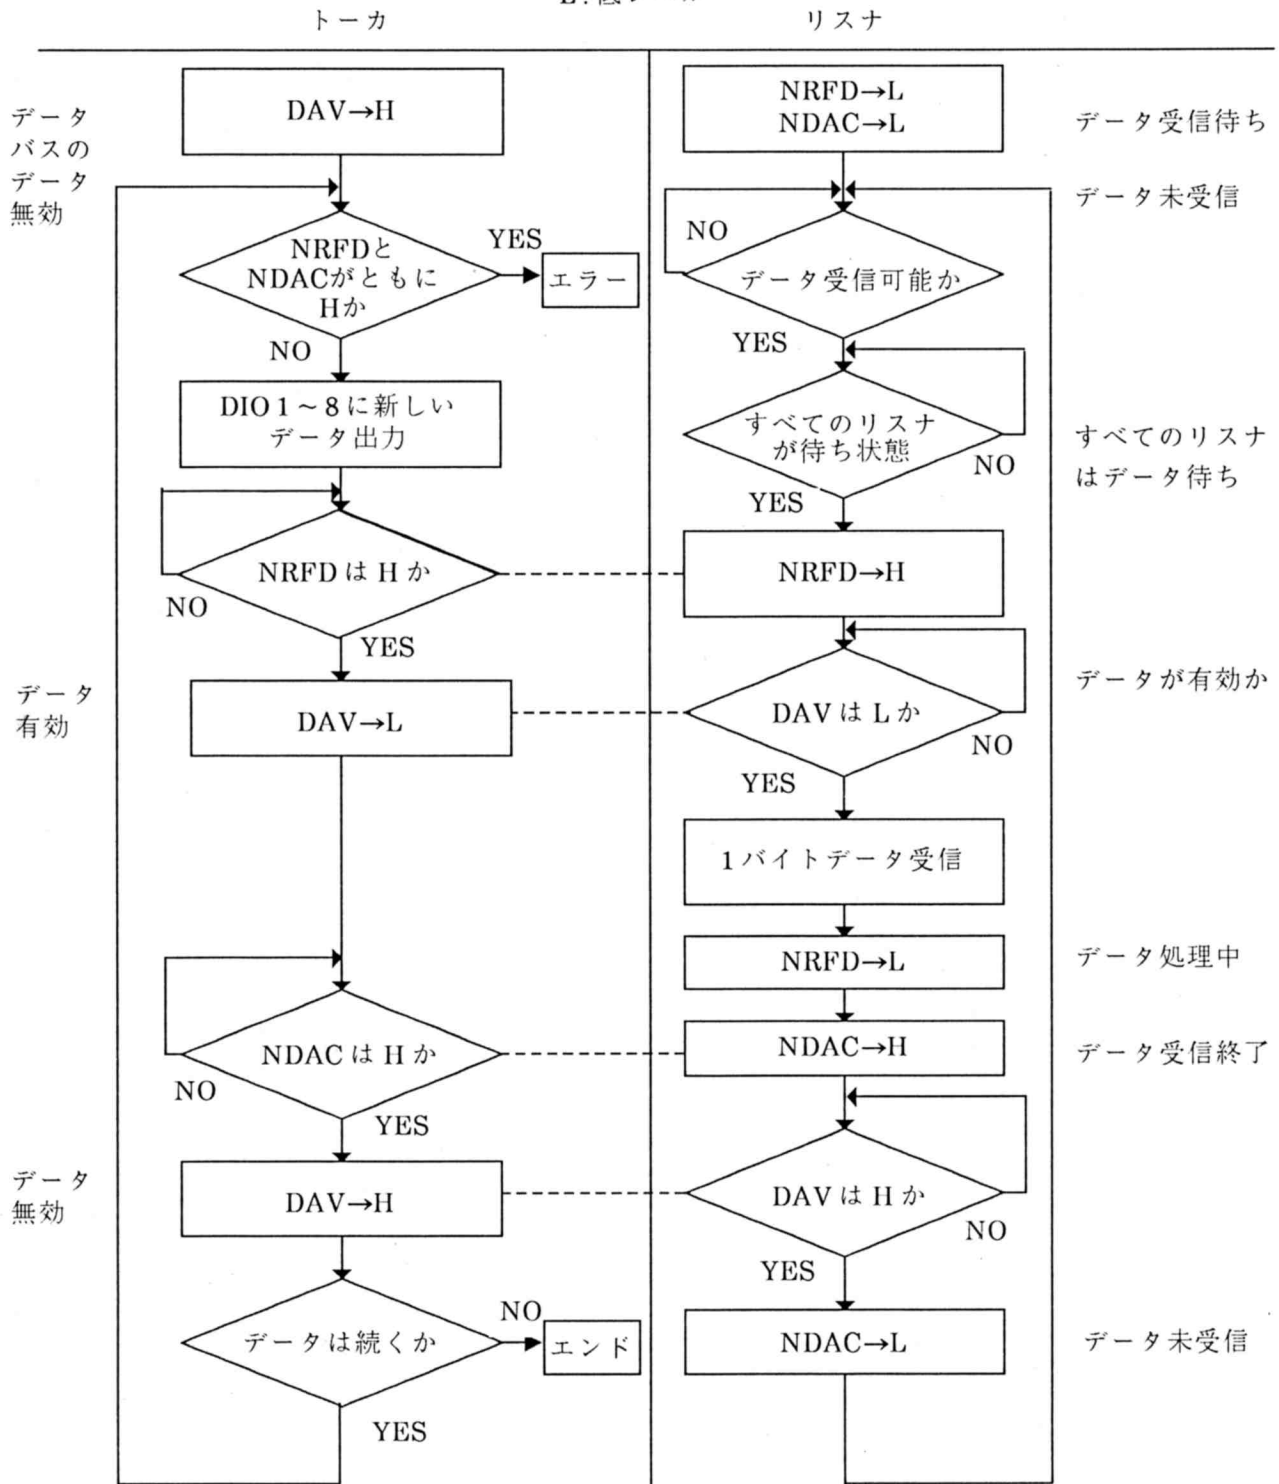 トーカ
リスナ
データ
バスの
データ
無効
DAV→H
NRFDと
NDACがともに
Hか
YES
エラー
NO
DIO 1～8に新しい
データ出力
NRFD は H か
NO
YES
データ
有効
DAV→L
NDACは H か
NO
YES
データ
無効
DAV→H
データは続くか
NO
エンド
YES
NRFD→L
NDAC→L
データ受信待ち
データ未受信
NO
データ受信可能か
YES
すべてのリスナ
が待ち状態
NO
すべてのリスナ
はデータ待ち
YES
NRFD→H
データが有効か
DAVは L か
NO
YES
1バイトデータ受信
NRFD→L
データ処理中
NDAC→H
データ受信終了
DAVは H か
NO
YES
NDAC→L
データ未受信